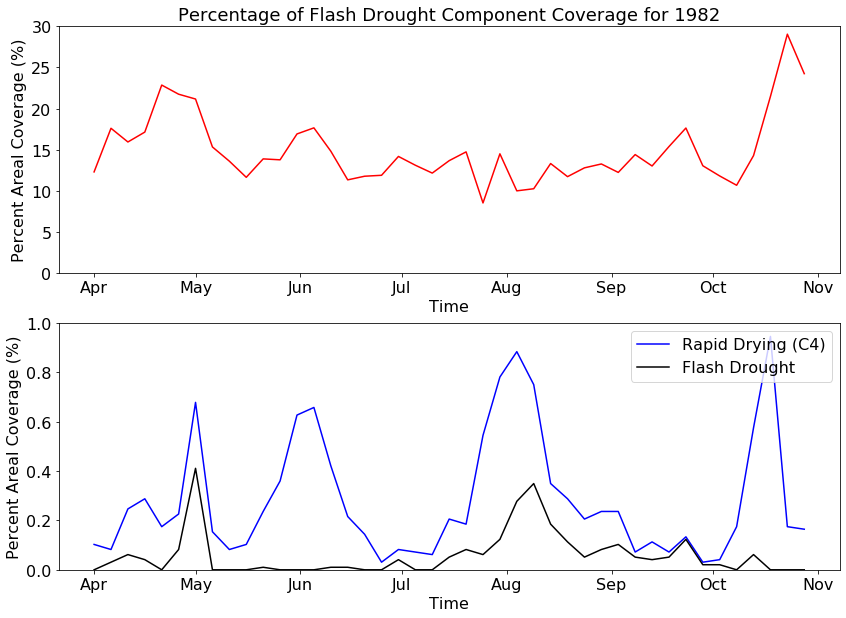 Percentage of Flash Drought Component Coverage for 1982
Percent Areal Coverage (%)
30
25
20
15
10
5
0
Apr May Jun Jul Aug Sep Oct Nov
Time
Percent Areal Coverage (%)
1.0
0.8
0.6
0.4
0.2
0.0
Rapid Drying (C4)
Flash Drought
Apr May Jun Jul Aug Sep Oct Nov
Time